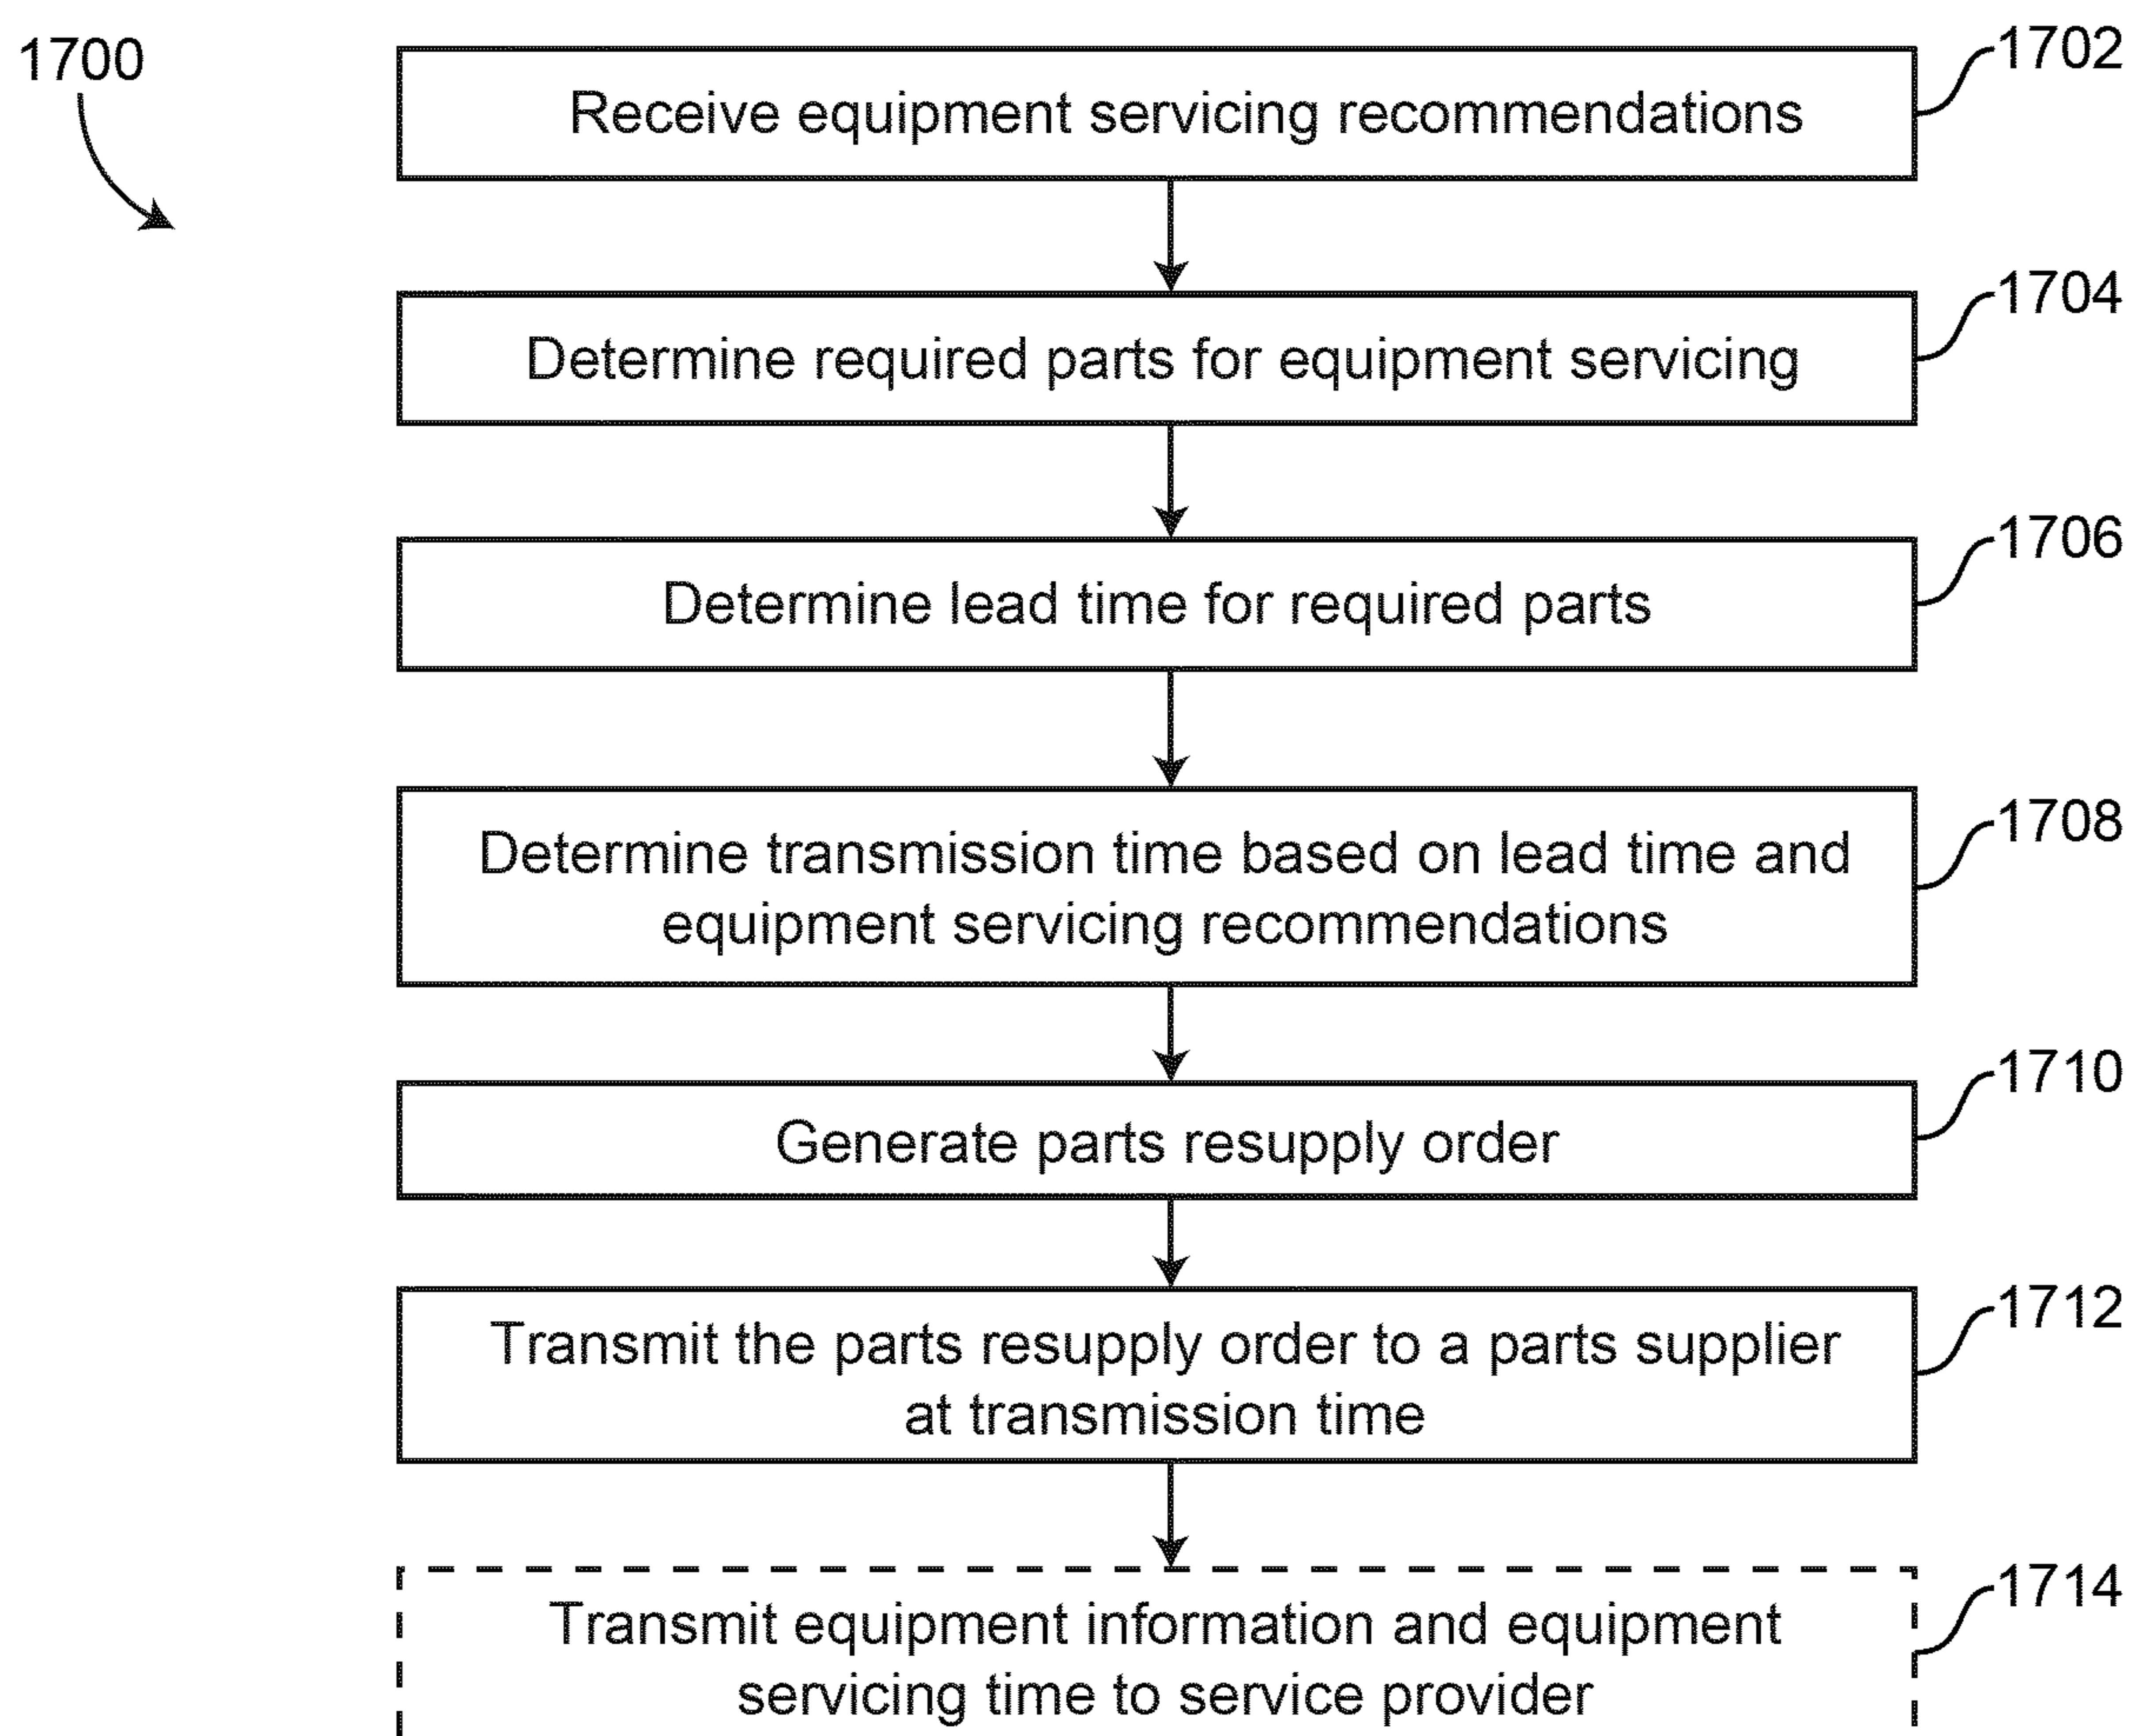 1700
Receive equipment servicing recommendations
1702
Determine required parts for equipment servicing
1704
Determine lead time for required parts
1706
Determine transmission time based on lead time and
equipment servicing recommendations
1708
Generate parts resupply order
1710
Transmit the parts resupply order to a parts supplier
at transmission time
1712
Transmit equipment information and equipment
servicing time to service provider
1714